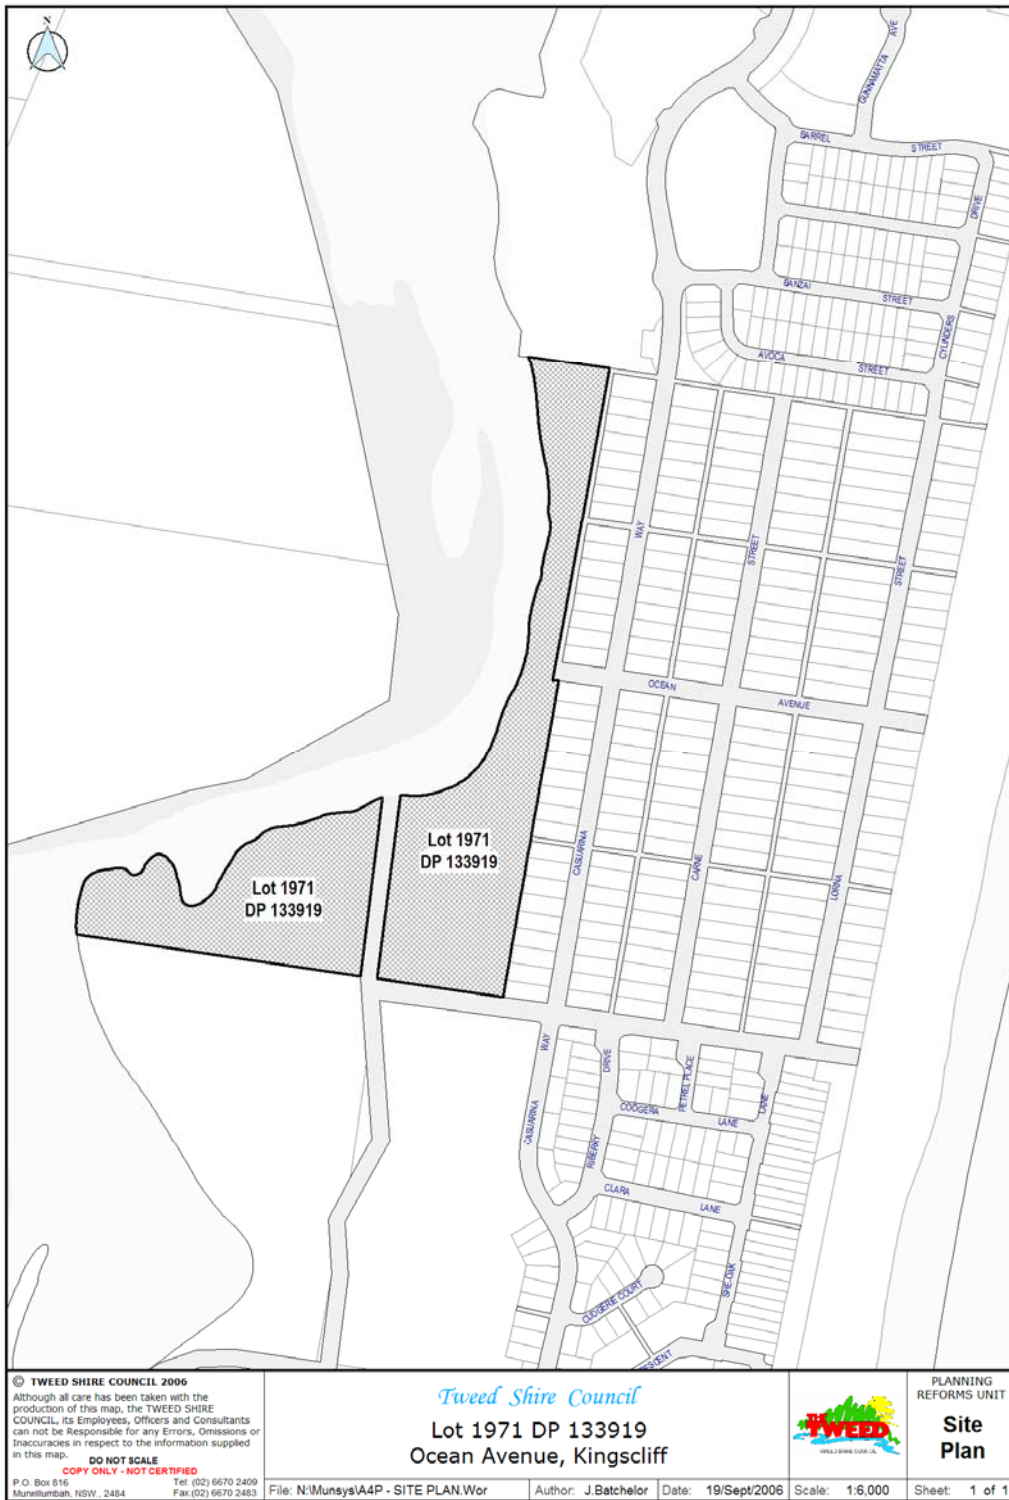 N
GUNNAMATTA
AVE
BARREL
STREET
DRIVE
BANZAI
STREET
CYLINDERS
AVOCA
STREET
WAY
STREET
STREET
OCEAN
AVENUE
CASUARINA
CARNE
LORNA
Lot 1971
DP 133919
Lot 1971
DP 133919
WAY
DRIVE
PETREL PLACE
LANE
COOGERA
LANE
CASUARINA
RIBERRY
CLARA
LANE
SHE-OAK
CUDGERIE COURT
© TWEED SHIRE COUNCIL 2006
Although all care has been taken with the
production of this map, the TWEED SHIRE
COUNCIL, its Employees, Officers and Consultants
can not be Responsible for any Errors, Omissions or
Inaccuracies in respect to the information supplied
in this map.
DO NOT SCALE
COPY ONLY - NOT CERTIFIED
P.O. Box 816
Murwillumbah, NSW., 2484
Tel: (02) 6670 2409
Fax:(02) 6670 2483
Tweed Shire Council
Lot 1971 DP 133919
Ocean Avenue, Kingscliff
THE
TWEED
TWEED SHIRE COUNCIL
PLANNING
REFORMS UNIT
Site
Plan
File: N:\Munsys\A4P - SITE PLAN.Wor
Author: J.Batchelor
Date: 19/Sept/2006
Scale: 1:6,000
Sheet: 1 of 1